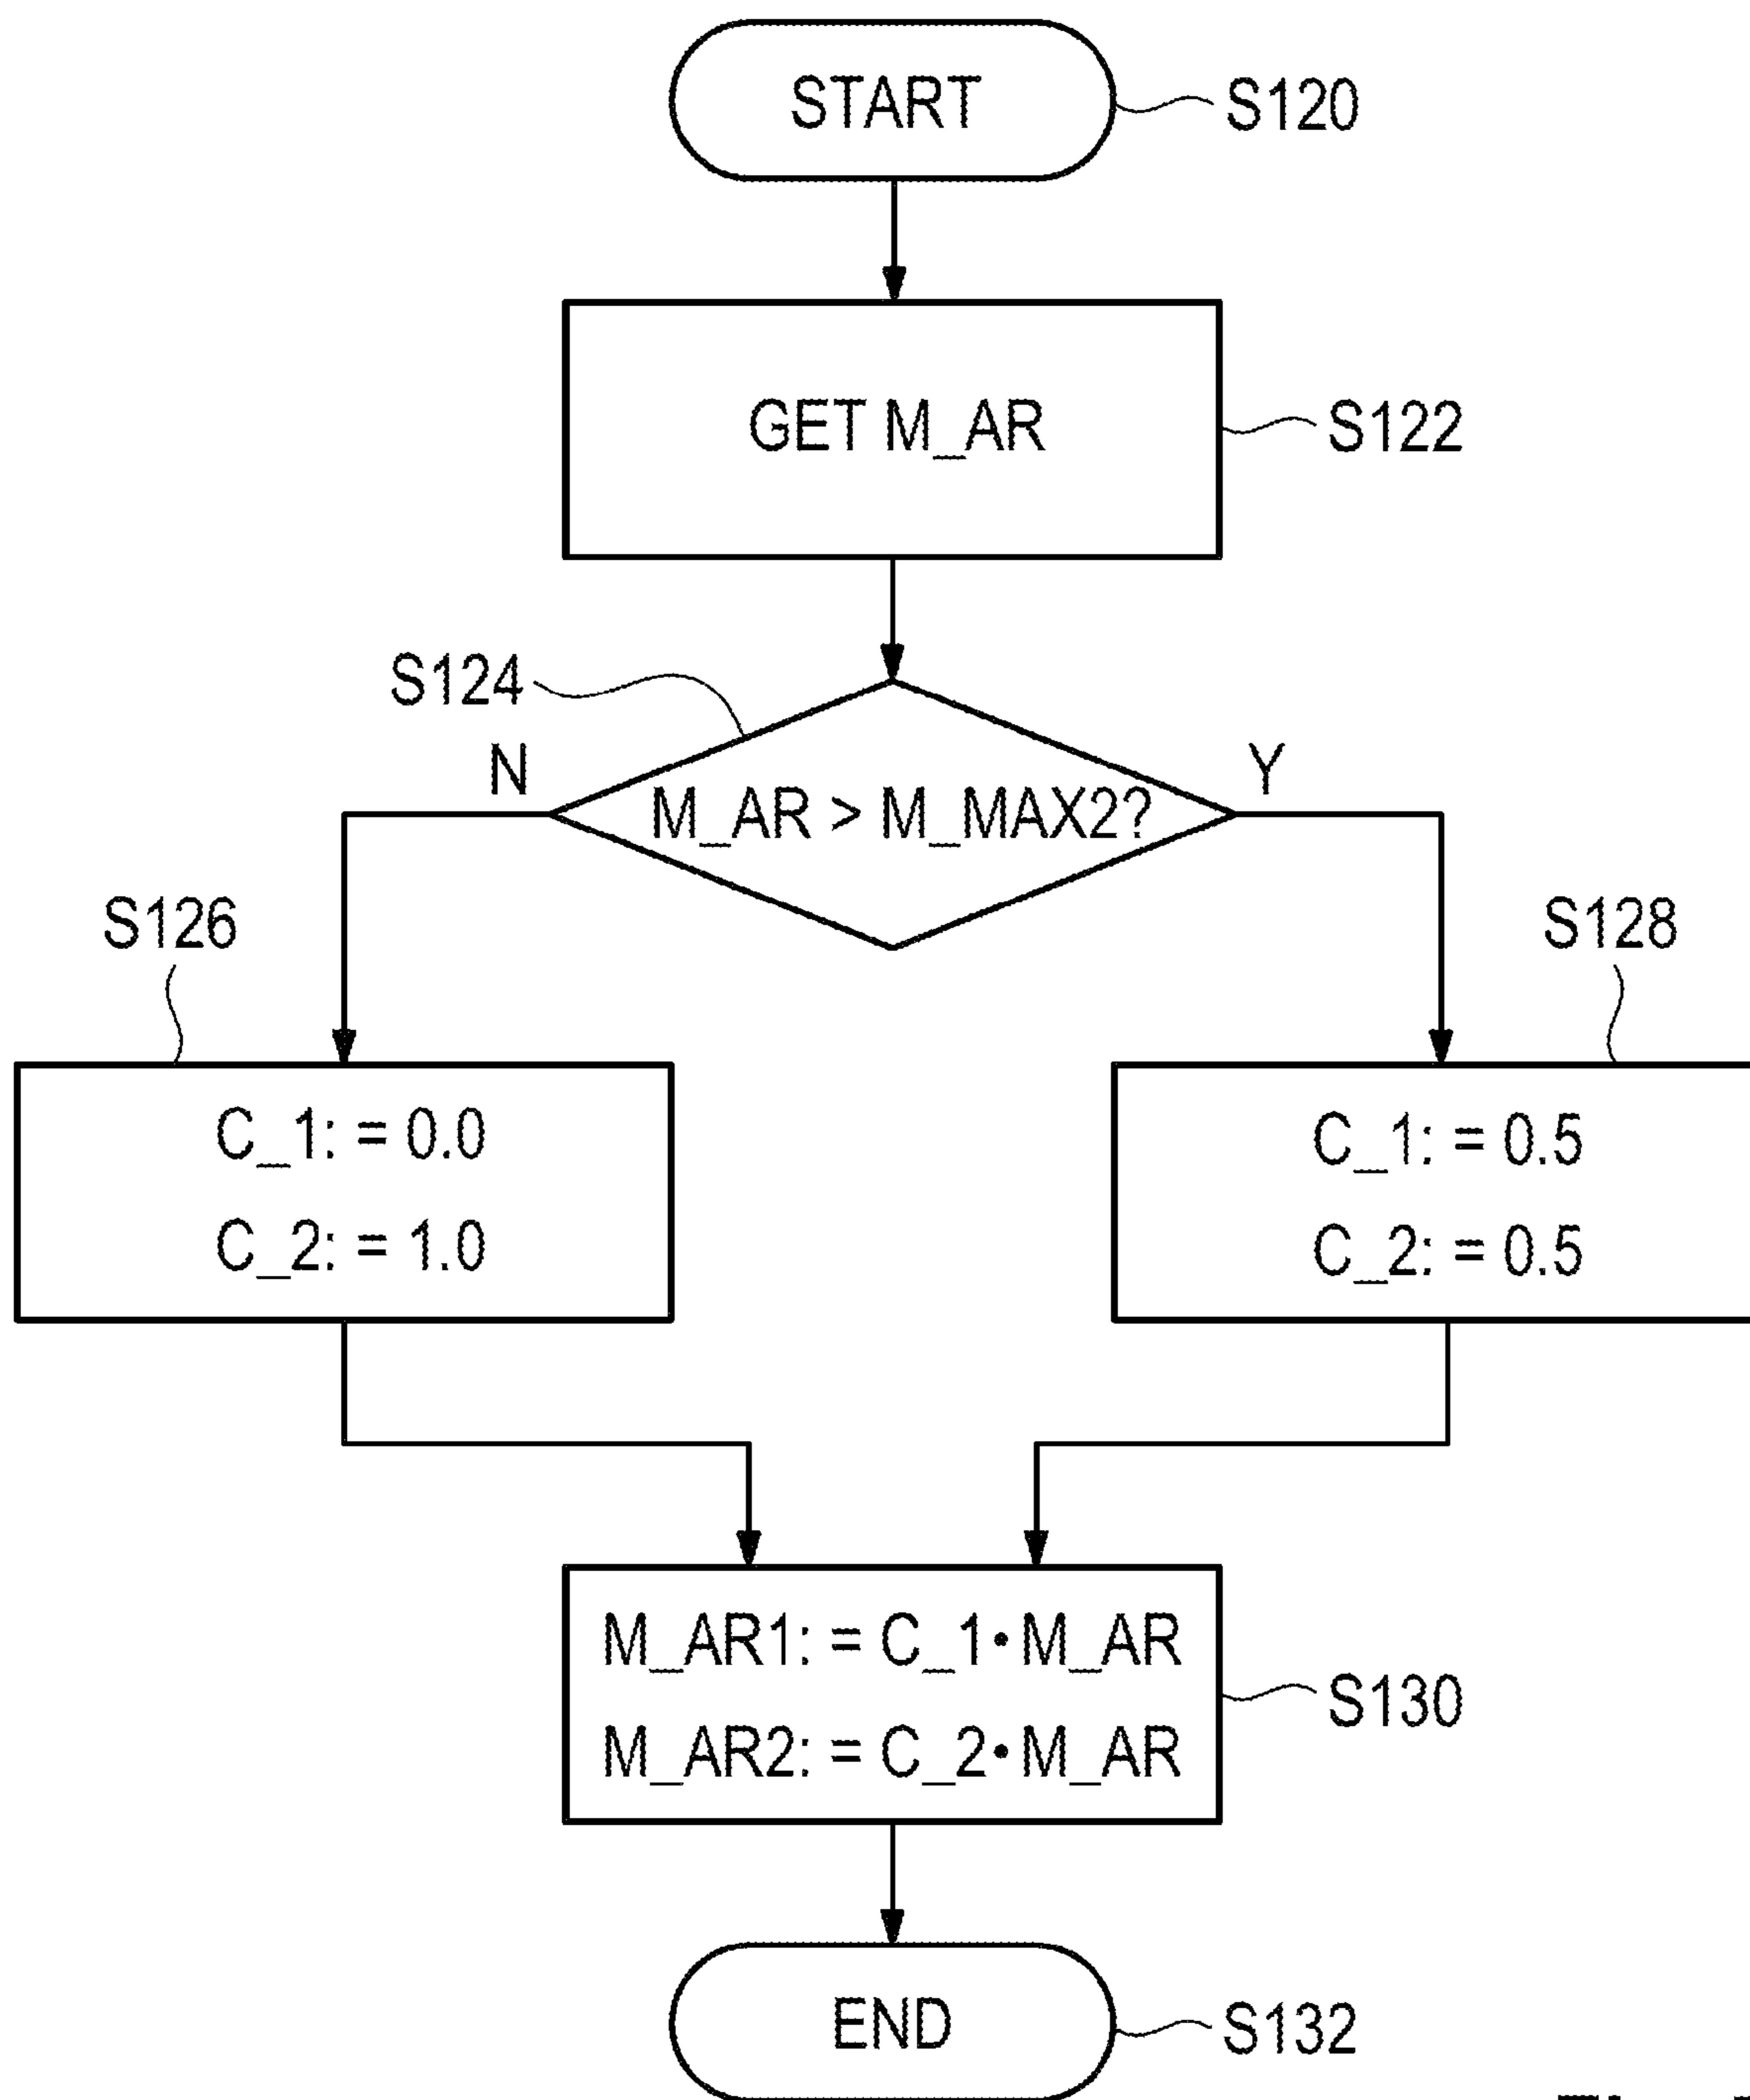 START
S120
GET M_AR
S122
S124
N
Y
M_AR > M_MAX2?
S126
S128
C_1: = 0.0
C_2: = 1.0
C_1: = 0.5
C_2: = 0.5
M_AR1: = C_1•M_AR
M_AR2: = C_2•M_AR
S130
END
S132